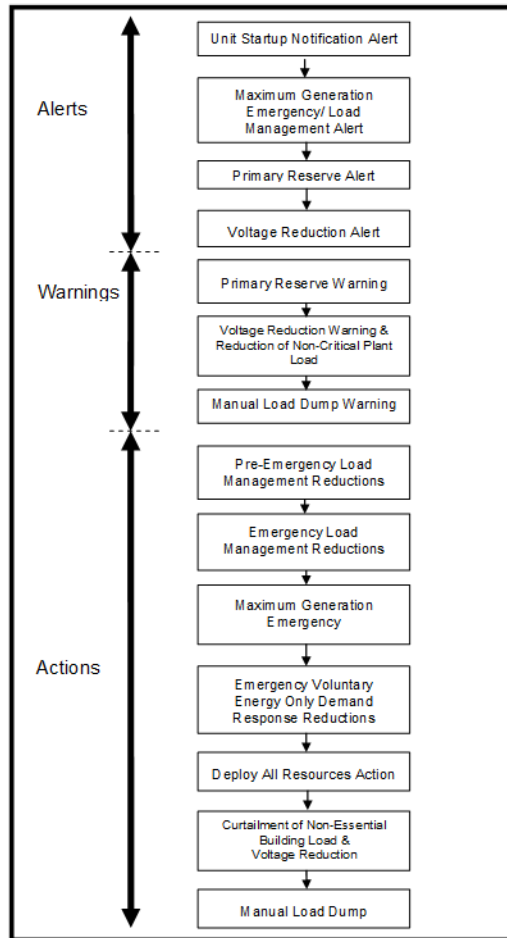 Alerts
Unit Startup Notification Alert
Maximum Generation
Emergency/ Load
Management Alert
Primary Reserve Alert
Voltage Reduction Alert
Warnings
Primary Reserve Warning
Voltage Reduction Warning &
Reduction of Non-Critical Plant
Load
Manual Load Dump Warning
Actions
Pre-Emergency Load
Management Reductions
Emergency Load
Management Reductions
Maximum Generation
Emergency
Emergency Voluntary
Energy Only Demand
Response Reductions
Deploy All Resources Action
Curtailment of Non-Essential
Building Load &
Voltage Reduction
Manual Load Dump